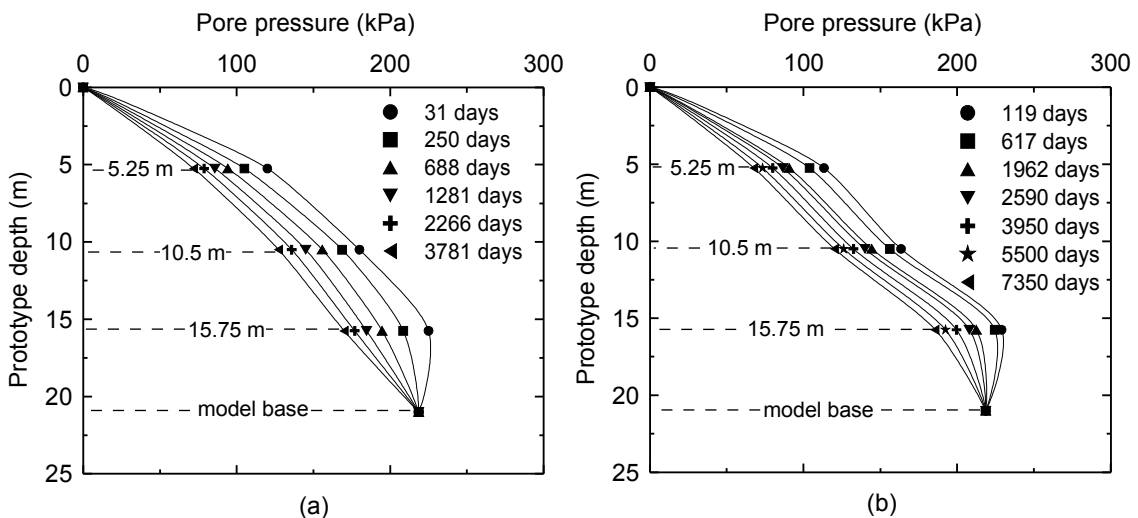 Pore pressure (kPa)
0 100 200 300
0
5
10
15
20
25
Prototype depth (m)
31 days
250 days
688 days
1281 days
2266 days
3781 days
5.25 m
10.5 m
15.75 m
model base
(a)
Pore pressure (kPa)
0 100 200 300
0
5
10
15
20
25
Prototype depth (m)
119 days
617 days
1962 days
2590 days
3950 days
5500 days
7350 days
5.25 m
10.5 m
15.75 m
model base
(b)